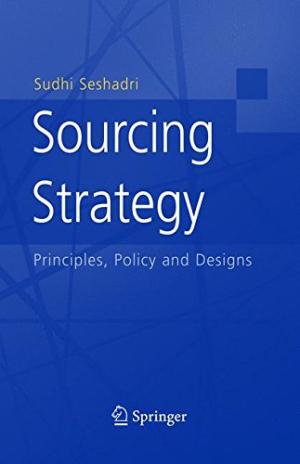 Sudhi Seshadri
Sourcing
Strategy
Principles, Policy and Designs
Springer